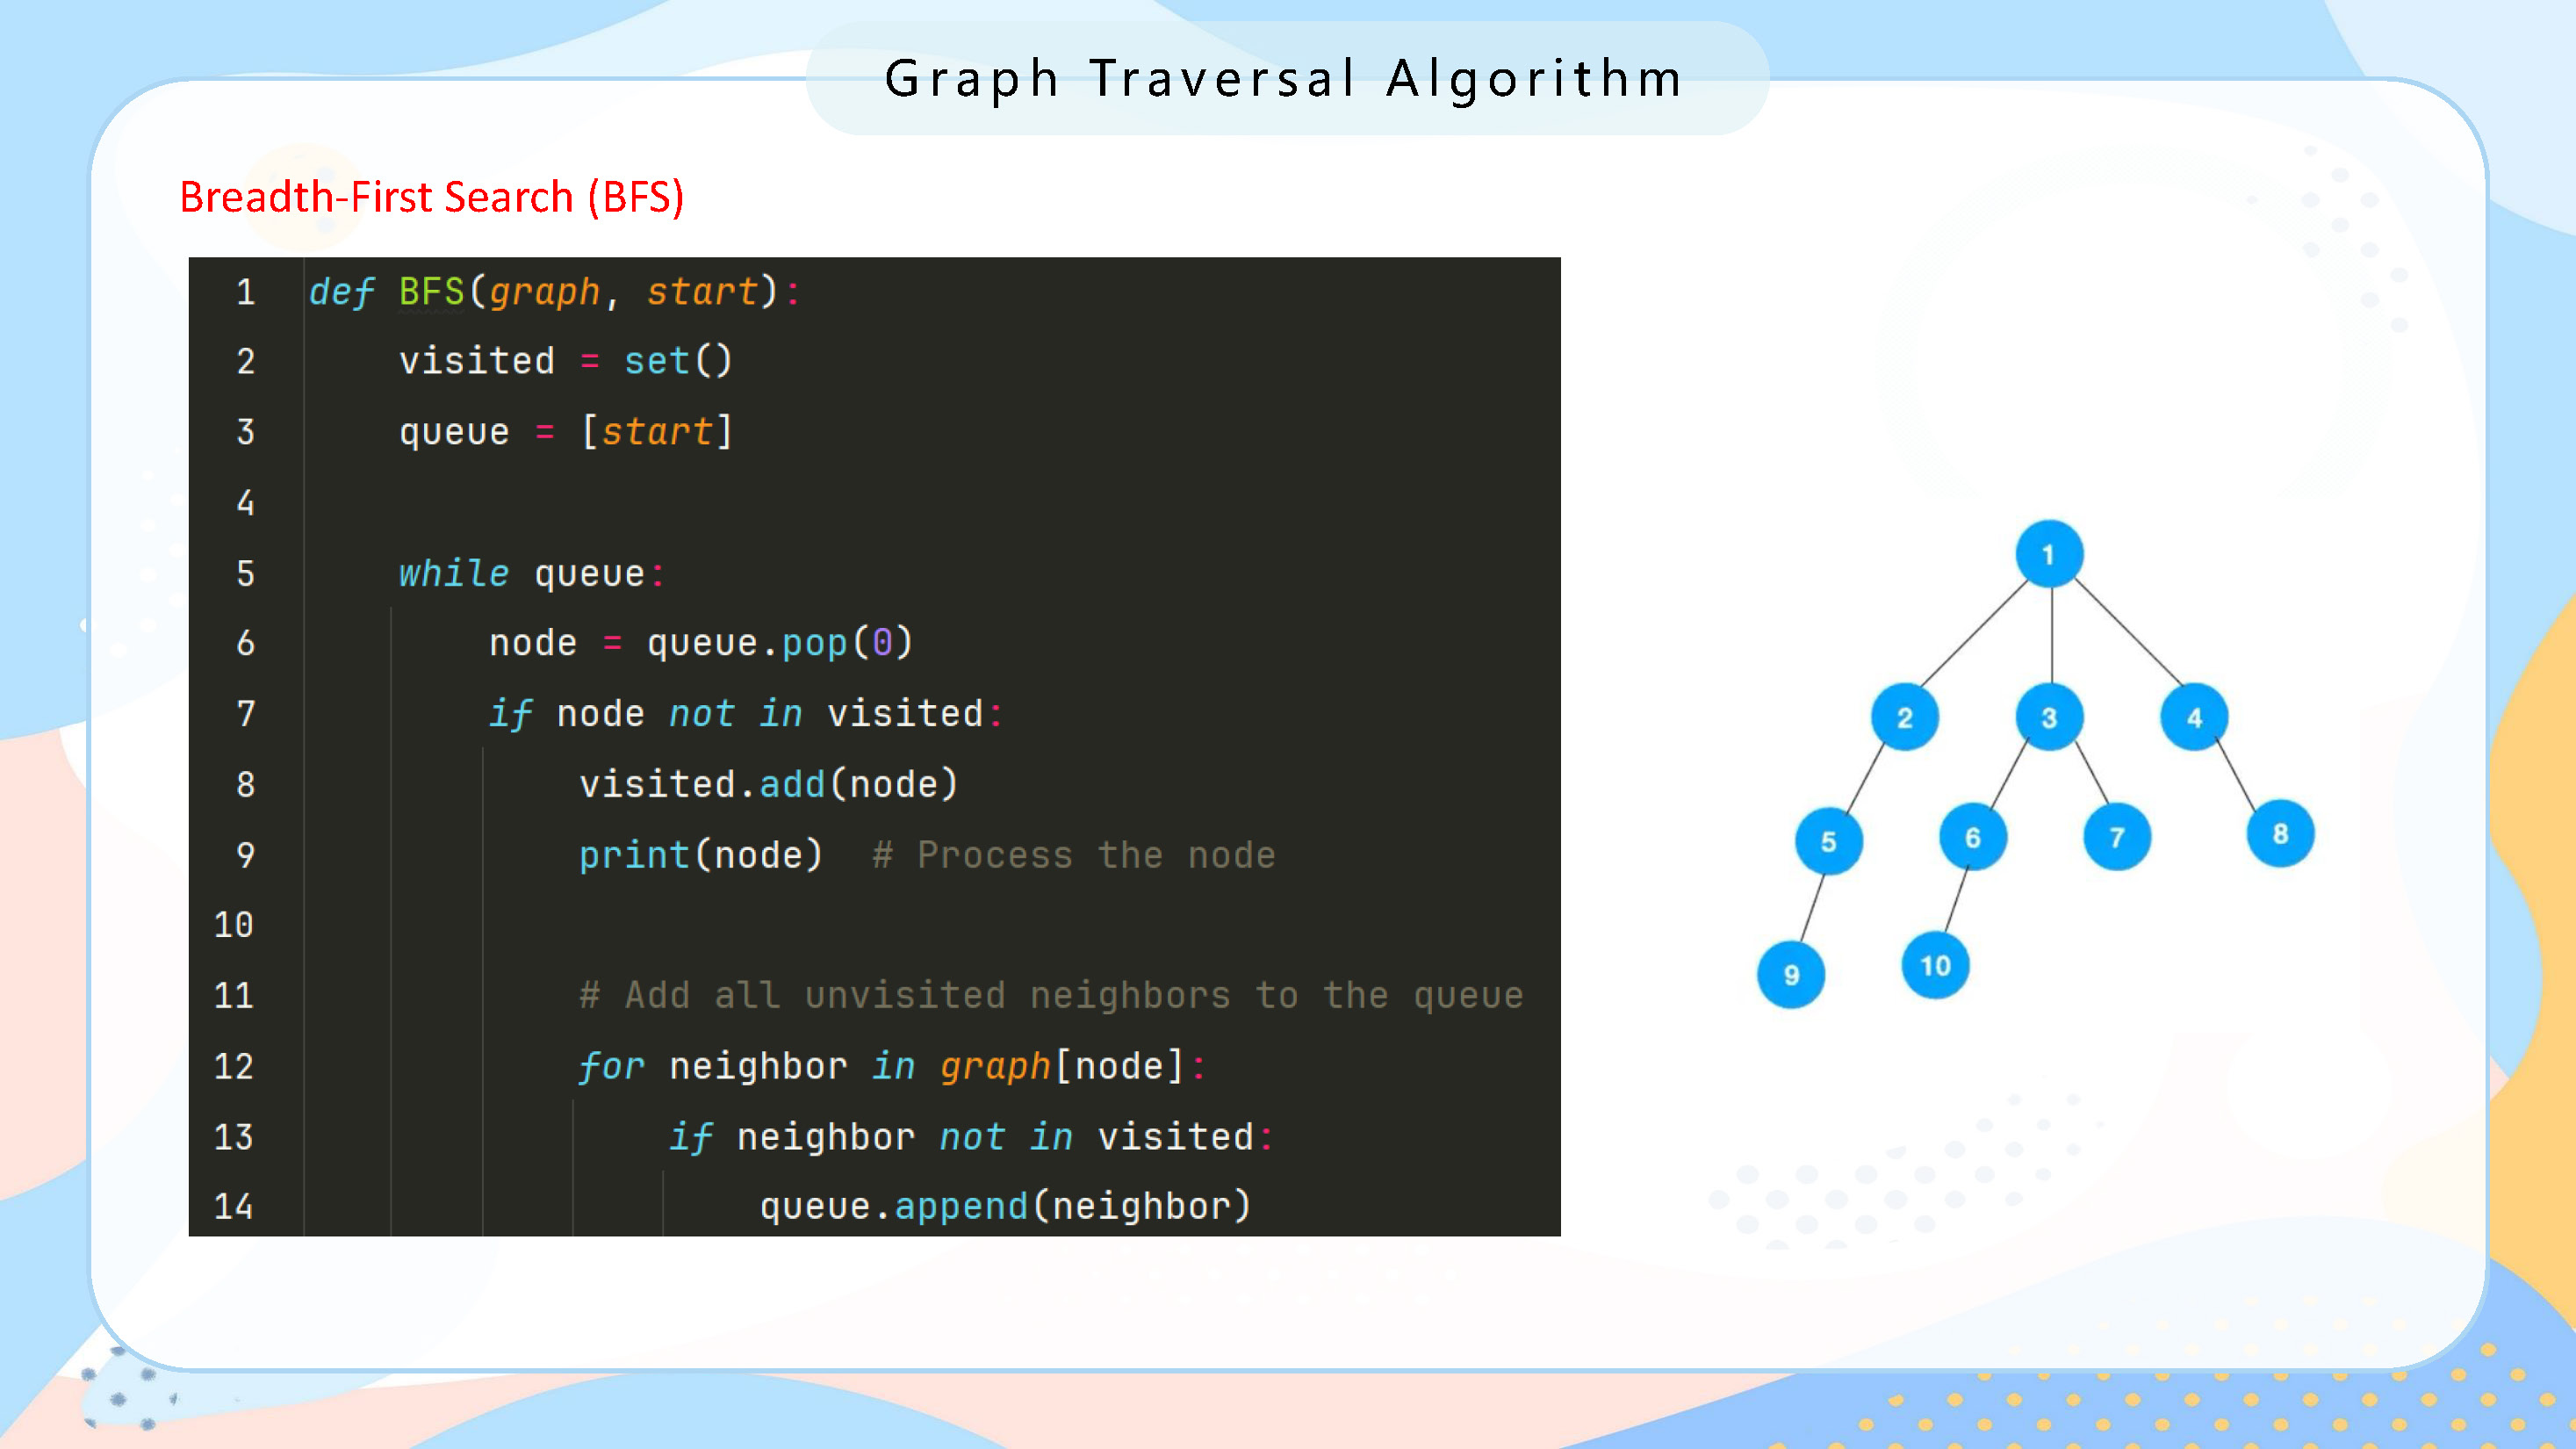 Graph Traversal Algorithm
Breadth-First Search (BFS)
1 def BFS(graph, start):
2     visited = set()
3     queue = [start]
4
5     while queue:
6         node = queue.pop(0)
7         if node not in visited:
8             visited.add(node)
9             print(node)  # Process the node
10
11             # Add all unvisited neighbors to the queue
12             for neighbor in graph[node]:
13                 if neighbor not in visited:
14                     queue.append(neighbor)
1
2 3 4
5 6 7 8
9 10